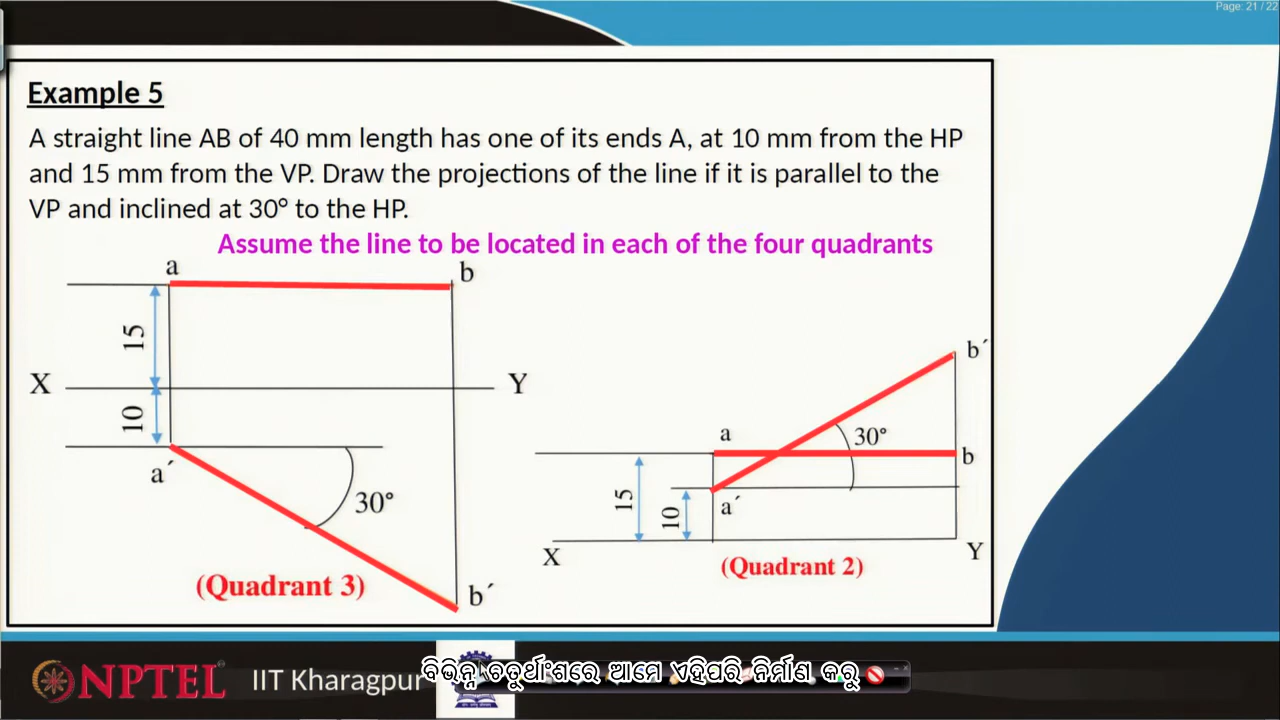 Page: 21 / 22
Example 5
A straight line AB of 40 mm length has one of its ends A, at 10 mm from the HP
and 15 mm from the VP. Draw the projections of the line if it is parallel to the
VP and inclined at 30° to the HP.
Assume the line to be located in each of the four quadrants
a
b
15
X
Y
10
a´
30°
(Quadrant 3)
b´
b´
a
30°
b
15
10
a´
X
Y
(Quadrant 2)
NPTEL
IIT Kharagpur
ବିଭିନ୍ନ ଚତୁର୍ଥାଂଶରେ ଆମେ ଏହିପରି ନିର୍ମାଣ କରୁ